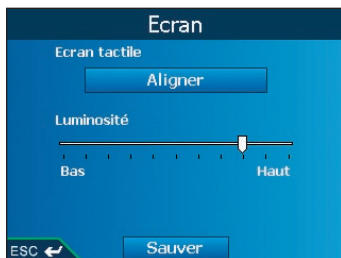 Ecran
Ecran tactile
Aligner
Luminosité
Bas Haut
ESC Sauver